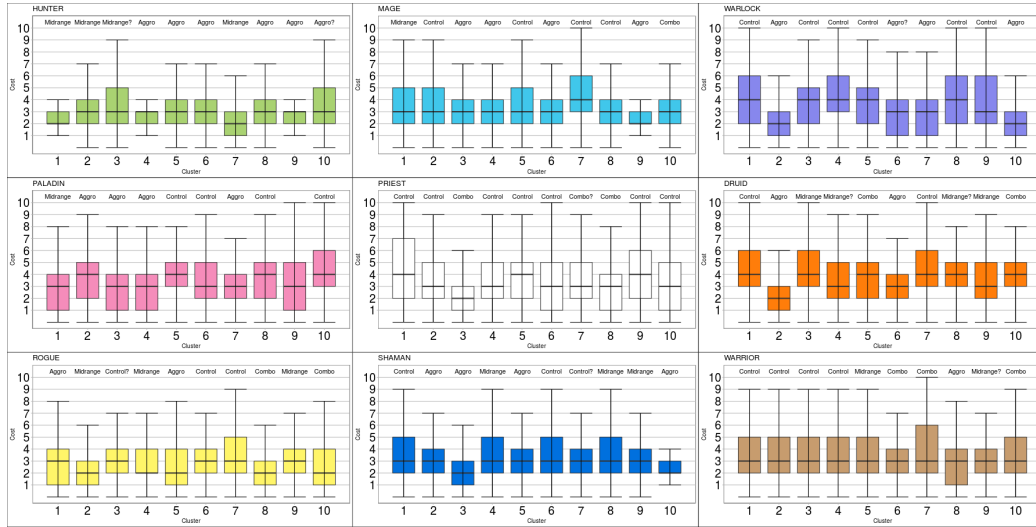 HUNTER
Midrange Midrange Midrange? Aggro Aggro Aggro Midrange Aggro Aggro Aggro?
10
9
8
7
6
5
4
3
2
1
Cost
1 2 3 4 5 6 7 8 9 10
Cluster
MAGE
Midrange Control Aggro Aggro Control Aggro Control Control Aggro Combo
10
9
8
7
6
5
4
3
2
1
Cost
1 2 3 4 5 6 7 8 9 10
Cluster
WARLOCK
Control Aggro Control Control Control Aggro? Aggro Control Control Aggro
10
9
8
7
6
5
4
3
2
1
Cost
1 2 3 4 5 6 7 8 9 10
Cluster
PALADIN
Midrange Aggro Aggro Aggro Control Control Aggro Control Control
10
9
8
7
6
5
4
3
2
1
Cost
1 2 3 4 5 6 7 8 9 10
Cluster
PRIEST
Control Control Combo Control Control Control Combo? Combo Control Control
10
9
8
7
6
5
4
3
2
1
Cost
1 2 3 4 5 6 7 8 9 10
Cluster
DRUID
Control Aggro Midrange Midrange? Combo Aggro Control Midrange? Midrange Combo
10
9
8
7
6
5
4
3
2
1
Cost
1 2 3 4 5 6 7 8 9 10
Cluster
ROGUE
Aggro Midrange Control? Midrange Aggro Control Control Combo Midrange Combo
10
9
8
7
6
5
4
3
2
1
Cost
1 2 3 4 5 6 7 8 9 10
Cluster
SHAMAN
Control Aggro Aggro Midrange Aggro Control Control? Midrange Midrange Aggro
10
9
8
7
6
5
4
3
2
1
Cost
1 2 3 4 5 6 7 8 9 10
Cluster
WARRIOR
Control Control Control Control Midrange Combo Combo Aggro Midrange? Combo
10
9
8
7
6
5
4
3
2
1
Cost
1 2 3 4 5 6 7 8 9 10
Cluster